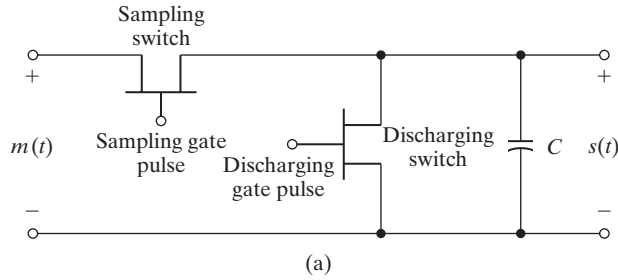 Sampling
switch
+
+
Sampling gate
pulse
m(t)
Discharging
gate pulse
Discharging
switch
C
s(t)
−
−
(a)